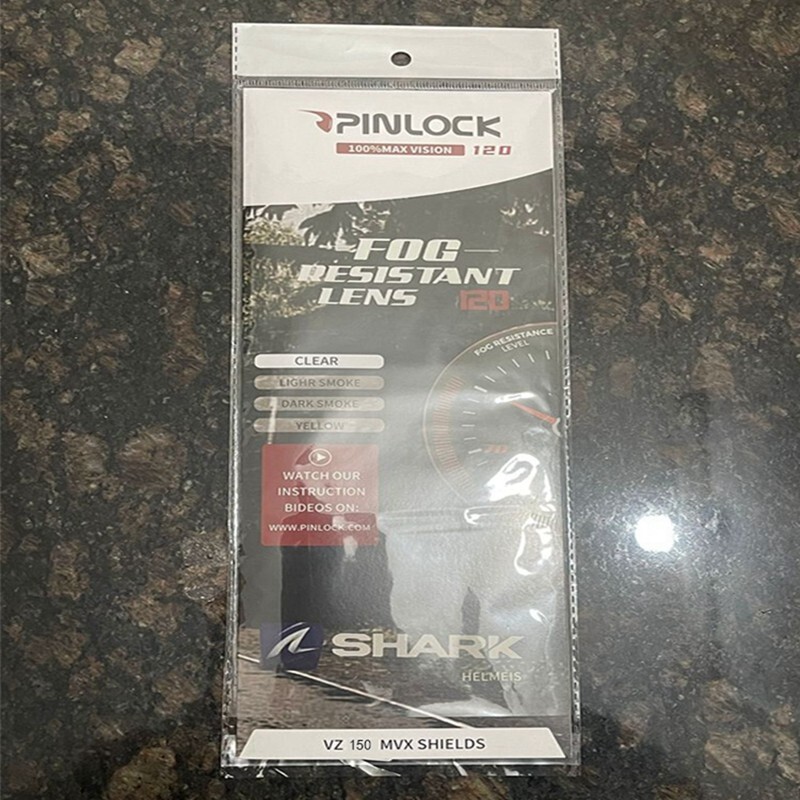 PINLOCK
100%MAX VISION 120
FOG
RESISTANT
LENS 120
FOG RESISTANCE
LEVEL
CLEAR
LIGHR SMOKE
DARK SMOKE
YELLOW
WATCH OUR
INSTRUCTION
BIDEOS ON:
WWW.PINLOCK.COM
SHARK
HELMEIS
VZ 150 MVX SHIELDS